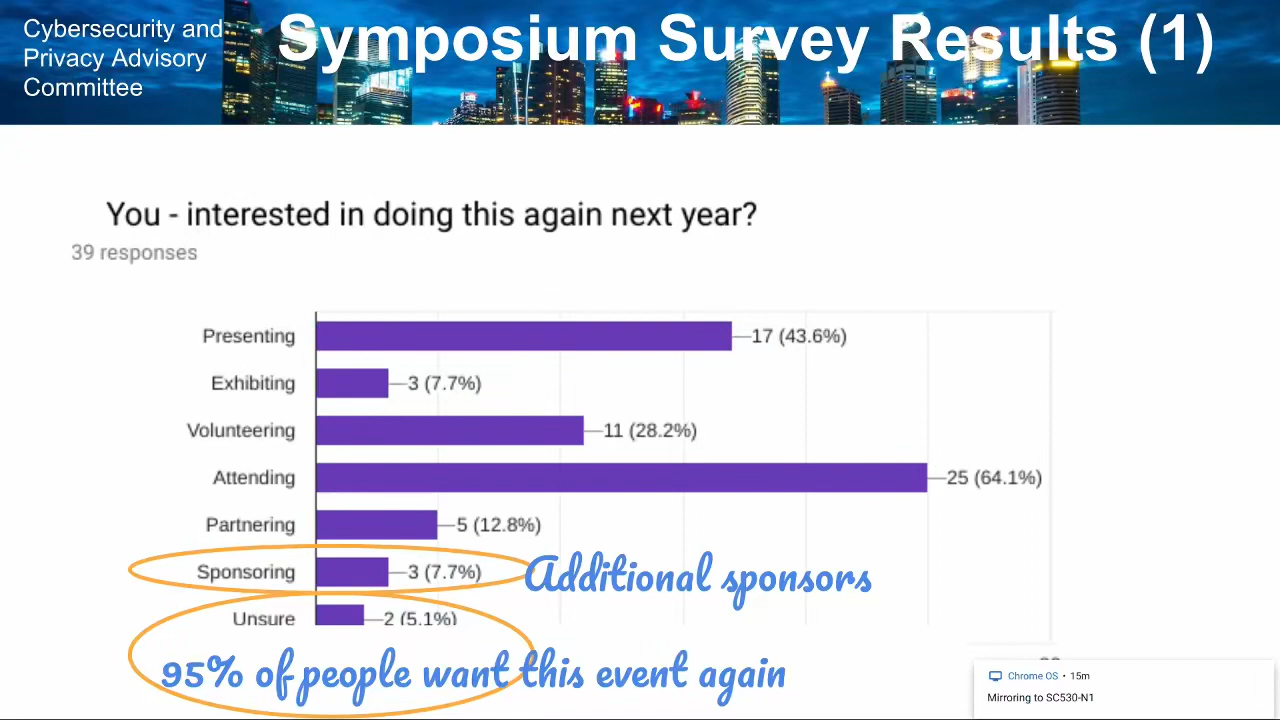 Cybersecurity and
Privacy Advisory
Committee
Symposium Survey Results (1)
You - interested in doing this again next year?
39 responses
Presenting 17 (43.6%)
Exhibiting 3 (7.7%)
Volunteering 11 (28.2%)
Attending 25 (64.1%)
Partnering 5 (12.8%)
Sponsoring 3 (7.7%) Additional sponsors
Unsure 2 (5.1%)
95% of people want this event again
Chrome OS • 15m
Mirroring to SC530-N1